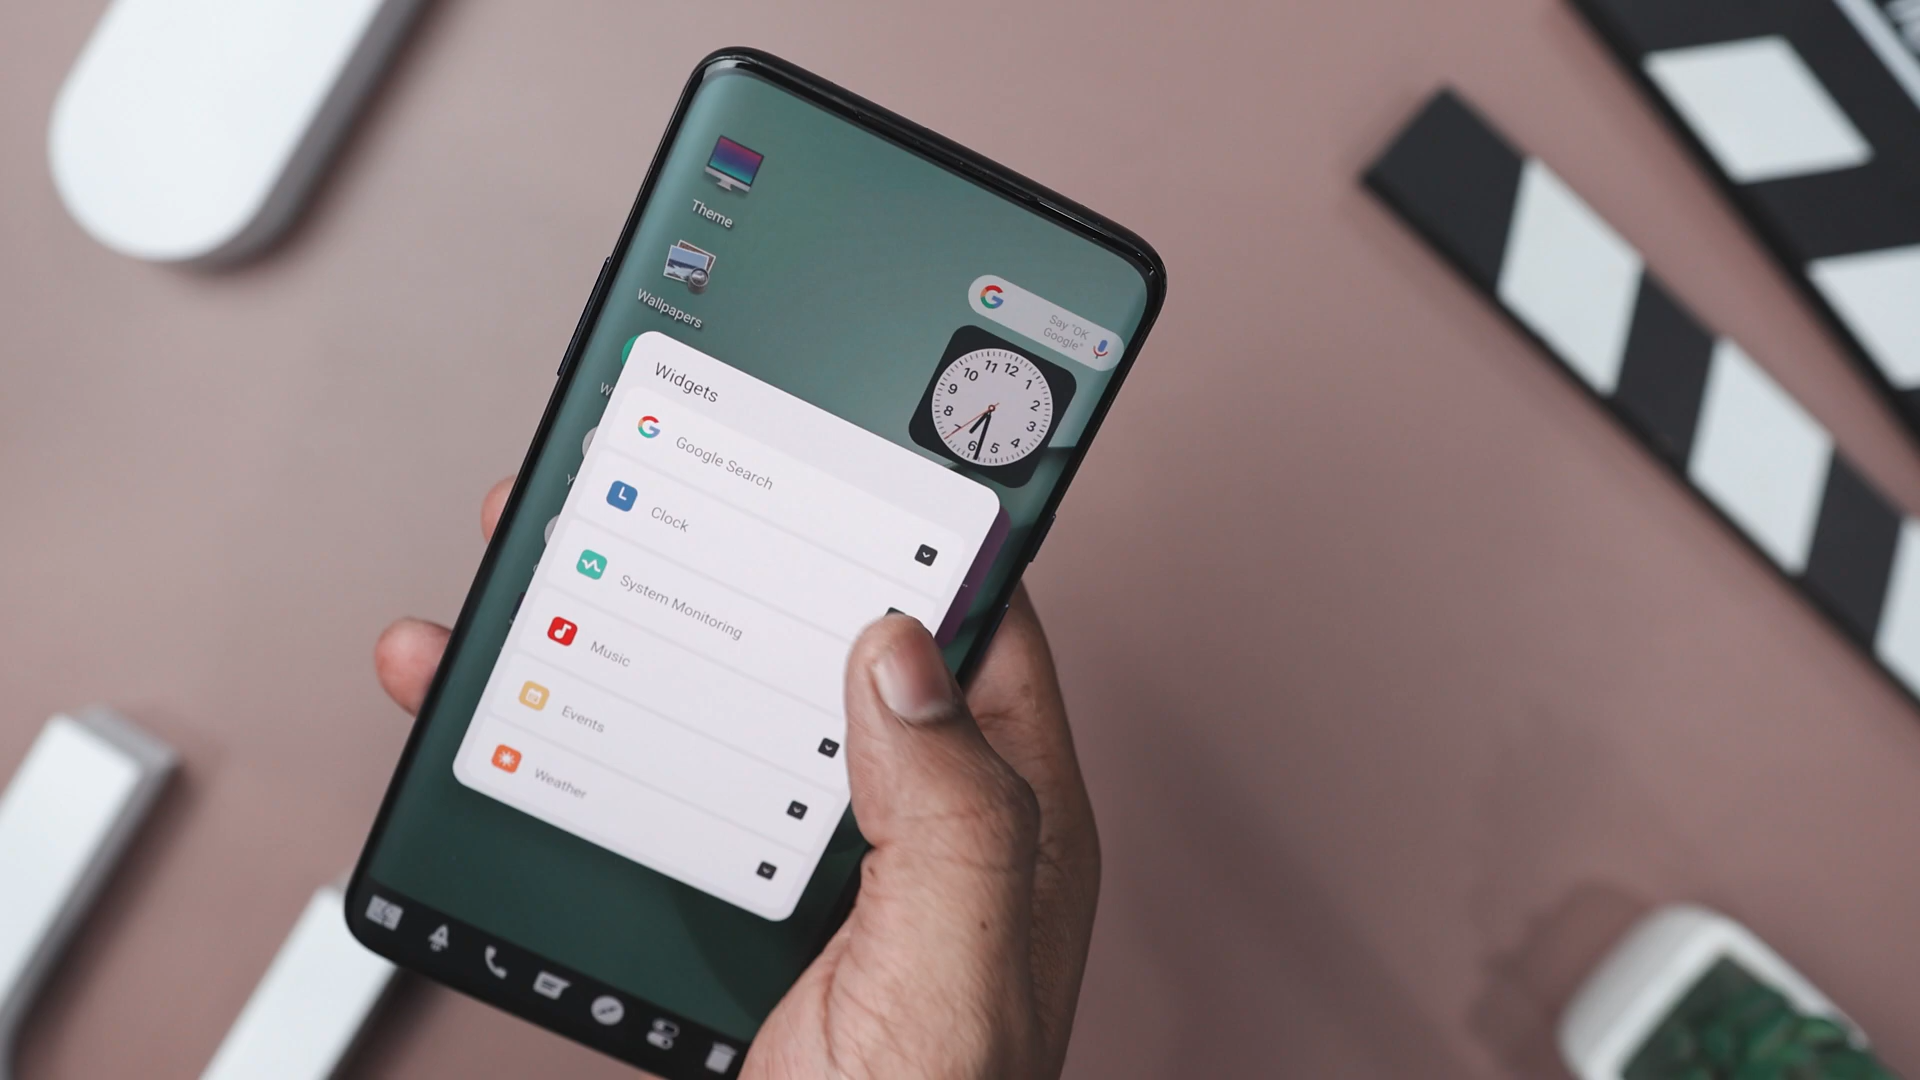 Theme
Wallpapers
Say "OK
Google"
11 12 1
10 2
9 3
8 4
7 6 5
Widgets
Google Search
Clock
System Monitoring
Music
Events
Weather